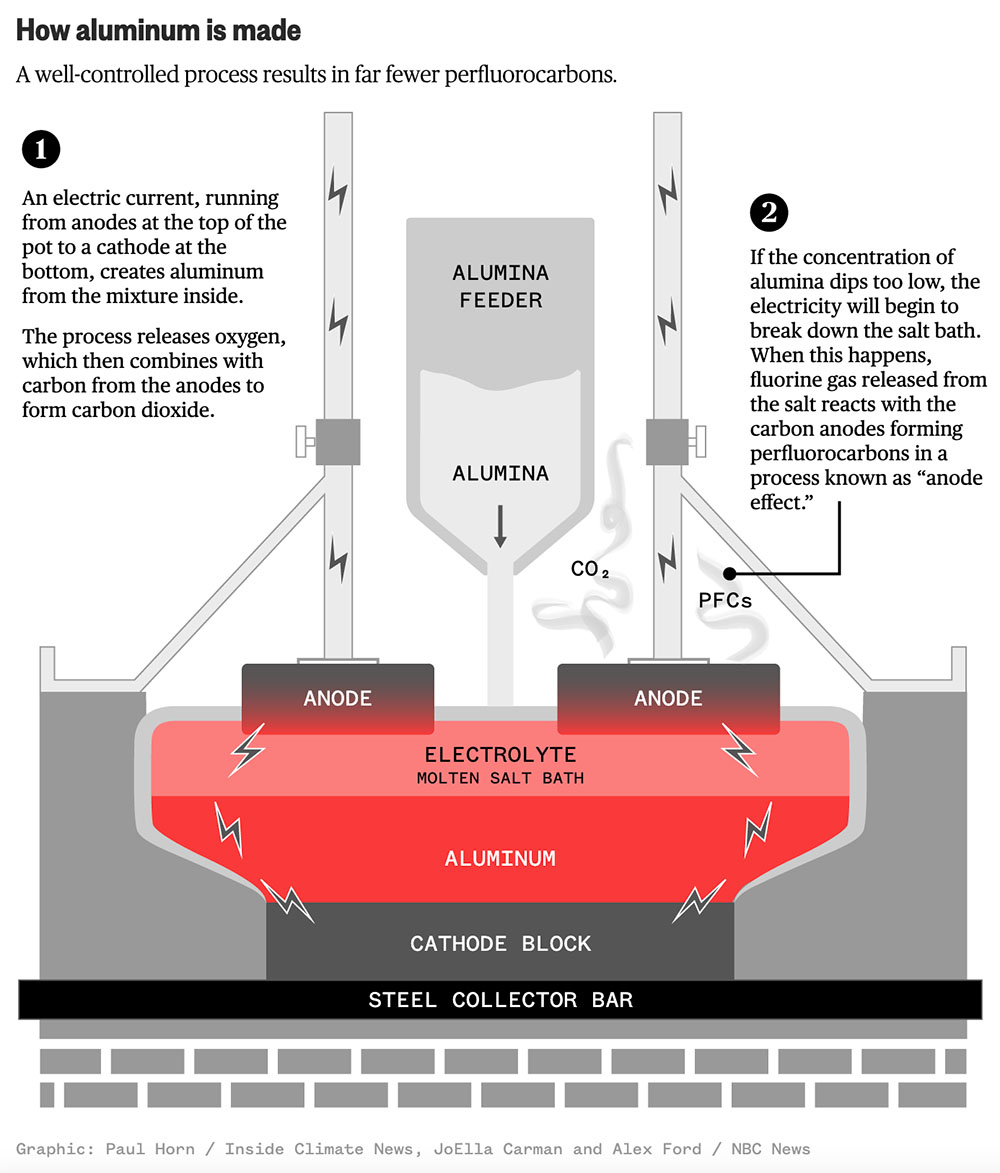 How aluminum is made
A well-controlled process results in far fewer perfluorocarbons.
1
An electric current, running
from anodes at the top of the
pot to a cathode at the
bottom, creates aluminum
from the mixture inside.
The process releases oxygen,
which then combines with
carbon from the anodes to
form carbon dioxide.
2
If the concentration of
alumina dips too low, the
electricity will begin to
break down the salt bath.
When this happens,
fluorine gas released from
the salt reacts with the
carbon anodes forming
perfluorocarbons in a
process known as “anode
effect.”
ALUMINA
FEEDER
ALUMINA
CO₂
PFCs
ANODE
ANODE
ELECTROLYTE
MOLTEN SALT BATH
ALUMINUM
CATHODE BLOCK
STEEL COLLECTOR BAR
Graphic: Paul Horn / Inside Climate News, JoElla Carman and Alex Ford / NBC News